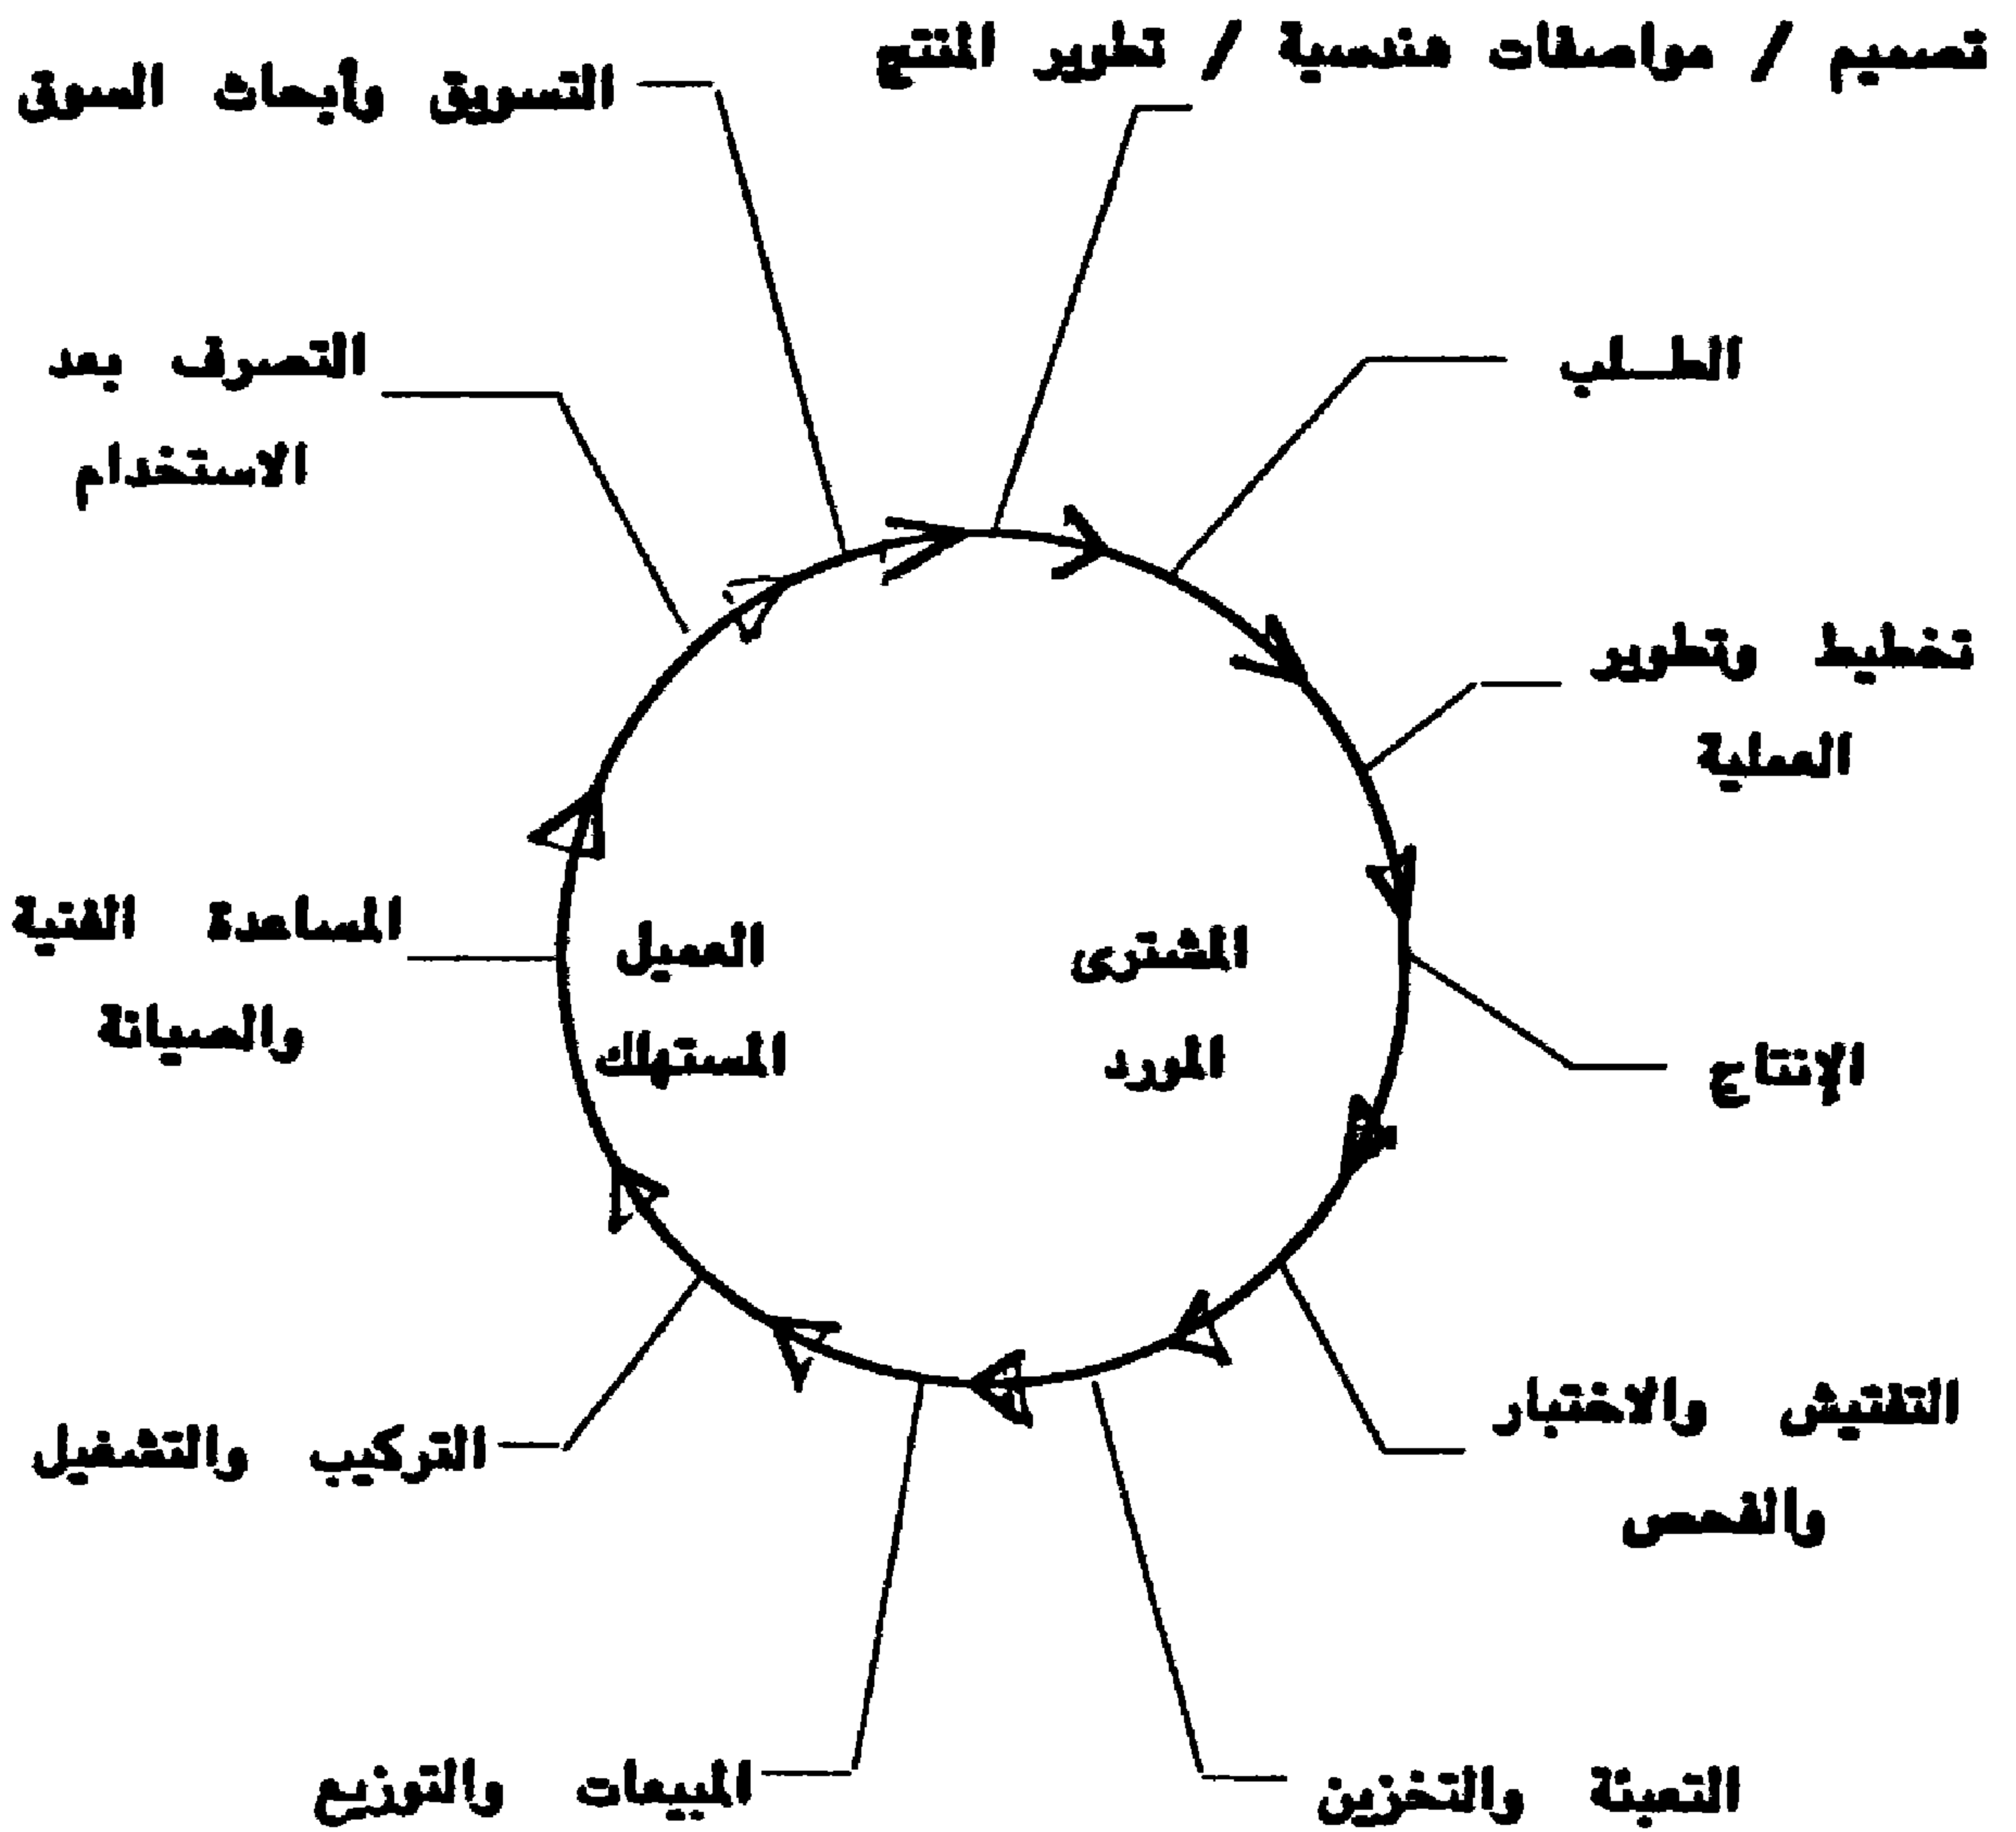 تصميم / مواصفات هندسية / تطوير المنتج
التسويق وأبحاث السوق
الطلب
التصرف بعد
الاستخدام
تخطيط وتطوير
العملية
المساعدة الفنية
والصيانة
العميل
المستهلك
المشترى
المورد
الإنتاج
التفتيش والاختبار
والفحص
التركيب والتشغيل
التعبئة والتخزين
المبيعات والتوزيع